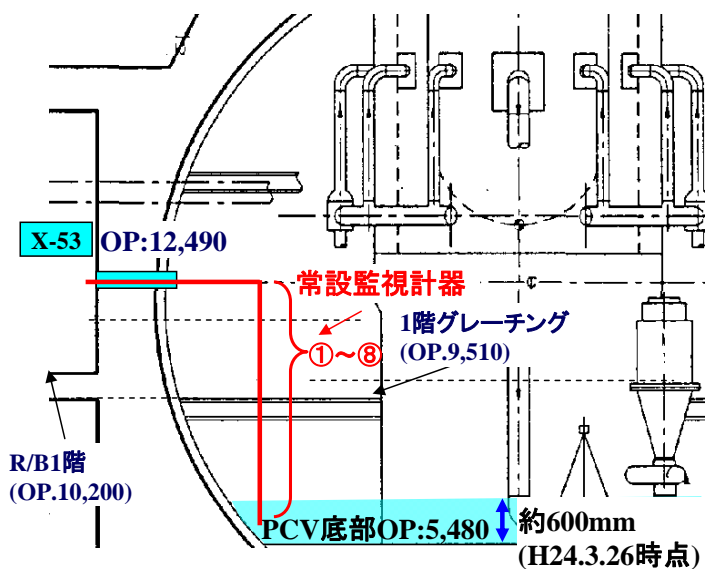 X-53 OP:12,490
常設監視計器
①～⑧
1階グレーチング
(OP.9,510)
R/B1階
(OP.10,200)
PCV底部OP:5,480
約600mm
(H24.3.26時点)